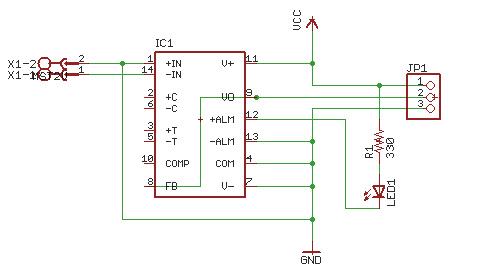 VCC
IC1
X1-2
2
1
+IN
V+
11
X1-1
1
14
-IN
JP1
1
2
3
2
+C
VO
9
6
-C
+ALM
12
3
+T
5
-T
-ALM
13
R1
330
10
COMP
COM
4
8
FB
V-
7
LED1
GND